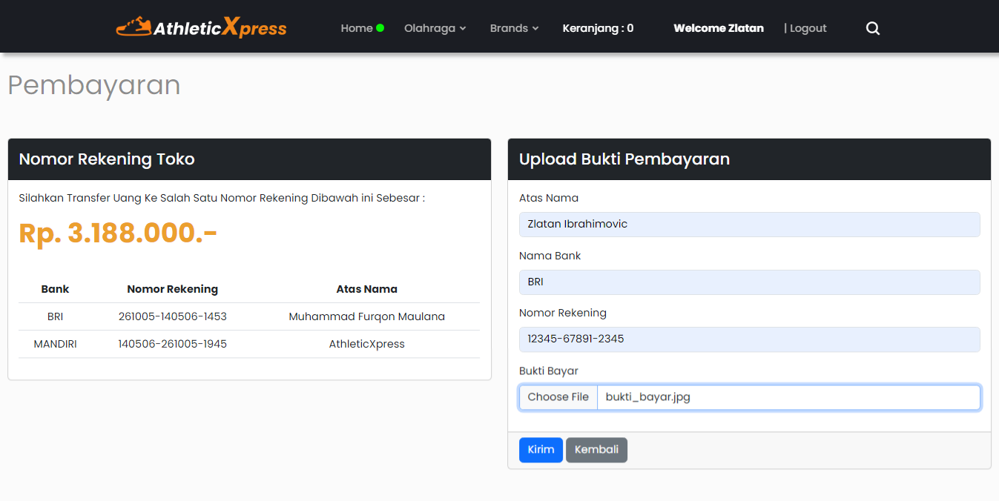 AthleticXpress Home Olahraga Brands Keranjang : 0 Welcome Zlatan | Logout
Pembayaran
Nomor Rekening Toko
Silahkan Transfer Uang Ke Salah Satu Nomor Rekening Dibawah ini Sebesar :
Rp. 3.188.000.-
Bank Nomor Rekening Atas Nama
BRI 261005-140506-1453 Muhammad Furqon Maulana
MANDIRI 140506-261005-1945 AthleticXpress
Upload Bukti Pembayaran
Atas Nama
Zlatan Ibrahimovic
Nama Bank
BRI
Nomor Rekening
12345-67891-2345
Bukti Bayar
Choose File bukti_bayar.jpg
Kirim Kembali